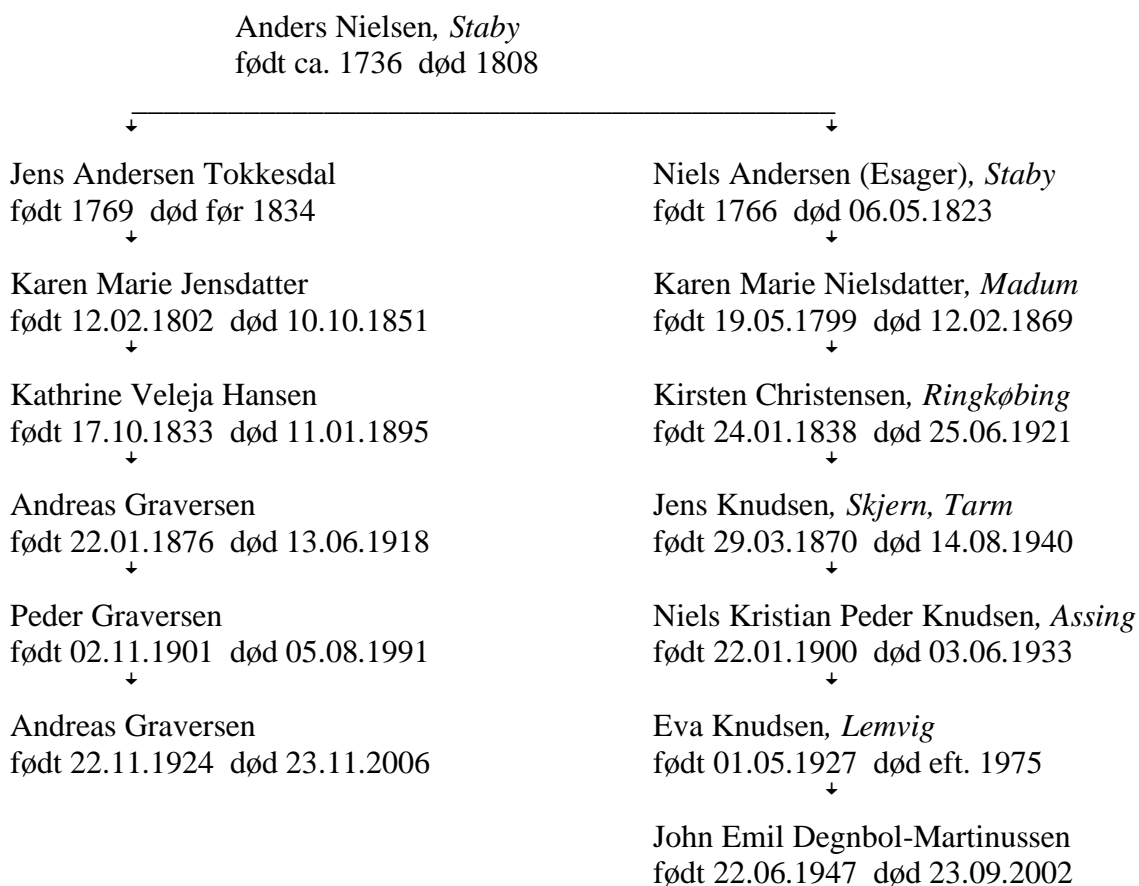 Anders Nielsen, Staby
født ca. 1736 død 1808
Jens Andersen Tokkesdal
født 1769 død før 1834
Karen Marie Jensdatter
født 12.02.1802 død 10.10.1851
Kathrine Veleja Hansen
født 17.10.1833 død 11.01.1895
Andreas Graversen
født 22.01.1876 død 13.06.1918
Peder Graversen
født 02.11.1901 død 05.08.1991
Andreas Graversen
født 22.11.1924 død 23.11.2006
Niels Andersen (Esager), Staby
født 1766 død 06.05.1823
Karen Marie Nielsdatter, Madum
født 19.05.1799 død 12.02.1869
Kirsten Christensen, Ringkøbing
født 24.01.1838 død 25.06.1921
Jens Knudsen, Skjern, Tarm
født 29.03.1870 død 14.08.1940
Niels Kristian Peder Knudsen, Assing
født 22.01.1900 død 03.06.1933
Eva Knudsen, Lemvig
født 01.05.1927 død eft. 1975
John Emil Degnbol-Martinussen
født 22.06.1947 død 23.09.2002